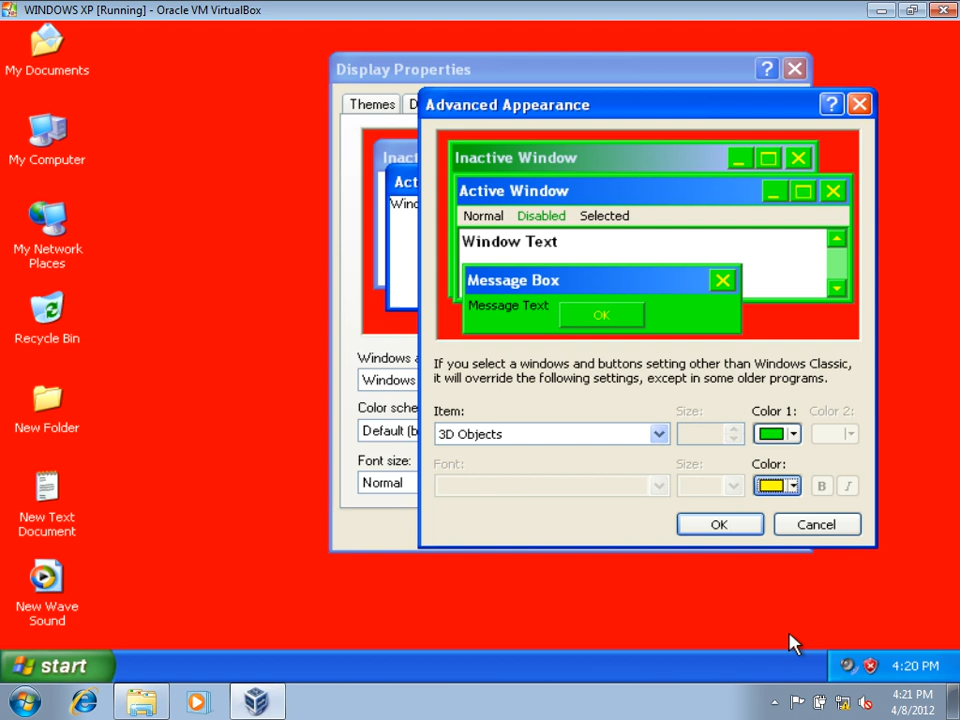 WINDOWS XP [Running] - Oracle VM VirtualBox
My Documents
My Computer
My Network
Places
Recycle Bin
New Folder
New Text
Document
New Wave
Sound
Display Properties
Themes
D
Inac
Act
Wind
Windows a
Windows
Color sche
Default (b
Font size:
Normal
Advanced Appearance
Inactive Window
Active Window
Normal Disabled Selected
Window Text
Message Box
Message Text
OK
If you select a windows and buttons setting other than Windows Classic,
it will override the following settings, except in some older programs.
Item: Size: Color 1: Color 2:
3D Objects
Font: Size: Color:
B I
OK Cancel
start
4:20 PM
4:21 PM
4/8/2012